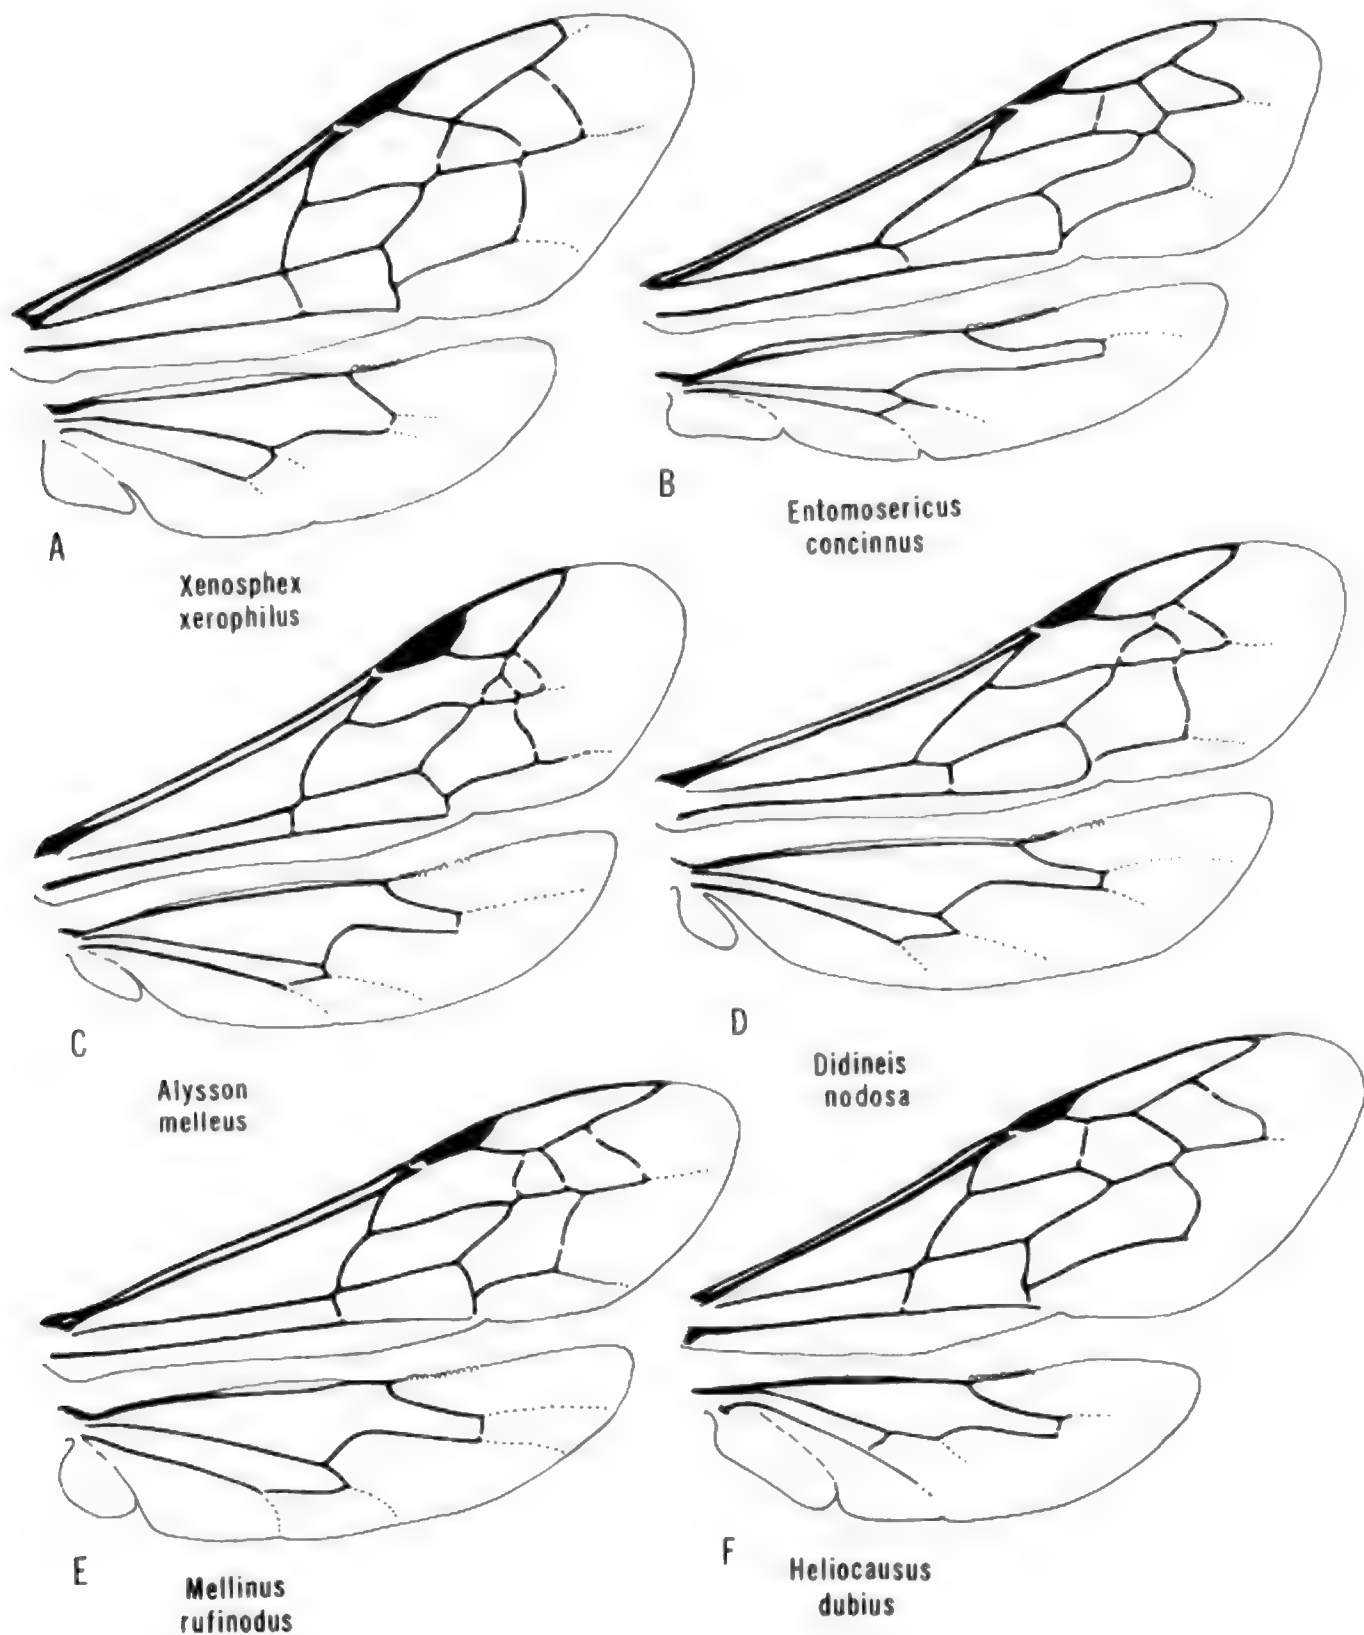 A
Xenosphex
xerophilus
B
Entomosericus
concinnus
C
Alysson
melleus
D
Didineis
nodosa
E
Mellinus
rufinodus
F
Heliocausus
dubius